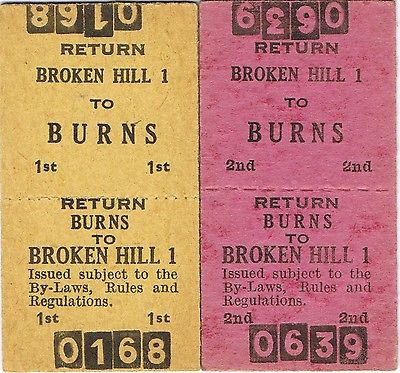 0168
RETURN
BROKEN HILL 1
TO
BURNS
1st 1st
RETURN
BURNS
TO
BROKEN HILL 1
Issued subject to the
By-Laws, Rules and
Regulations.
1st 1st
0168
0639
RETURN
BROKEN HILL 1
TO
BURNS
2nd 2nd
RETURN
BURNS
TO
BROKEN HILL 1
Issued subject to the
By-Laws, Rules and
Regulations.
2nd 2nd
0639